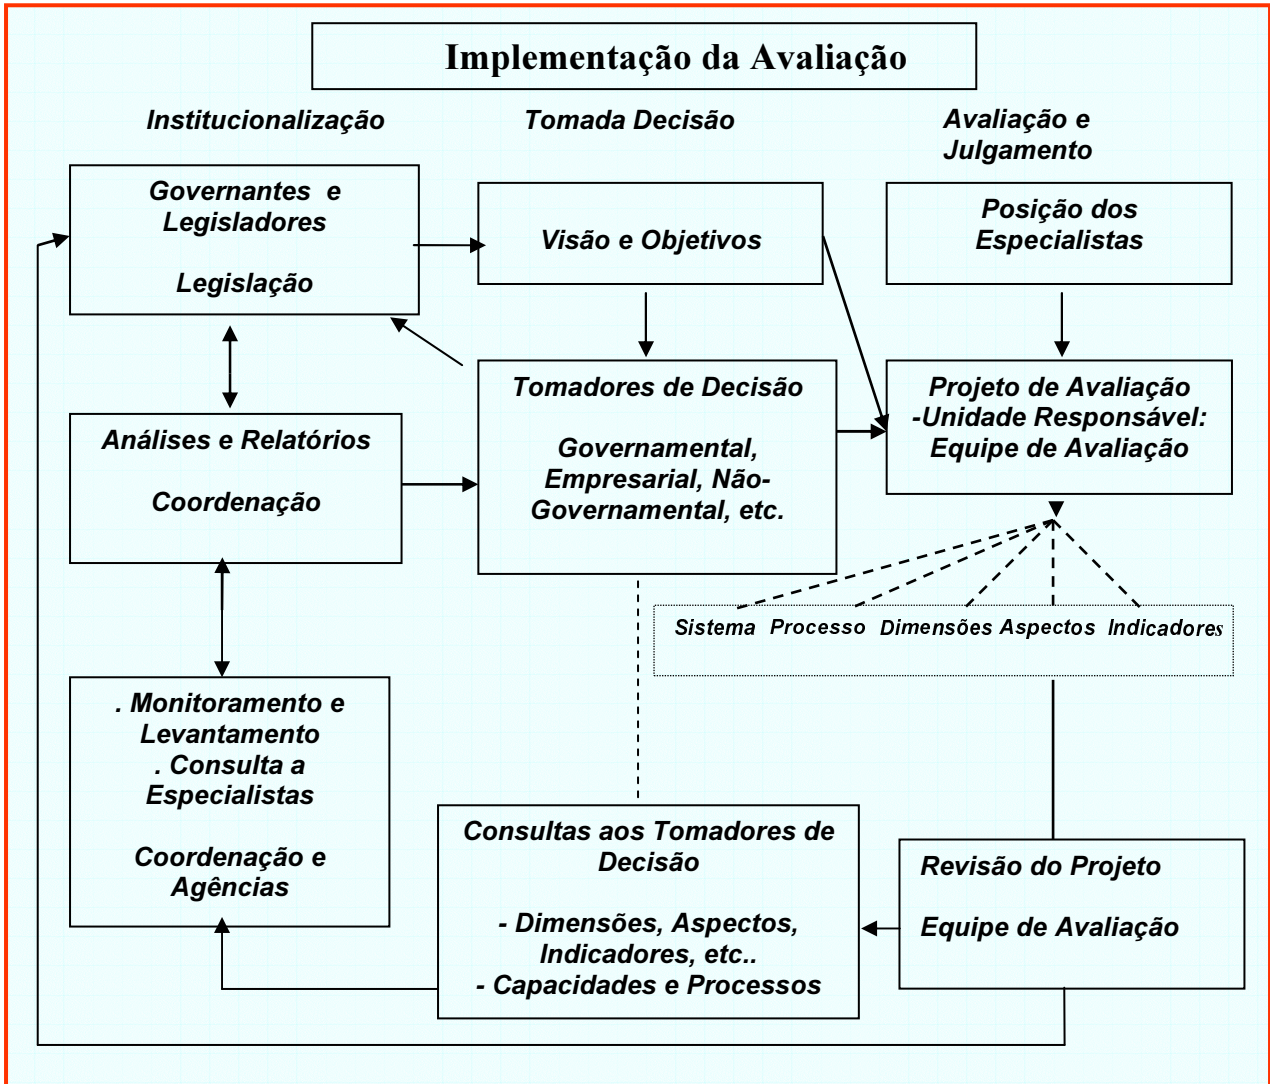 Implementação da Avaliação
Institucionalização
Tomada Decisão
Avaliação e
Julgamento
Governantes e
Legisladores
Legislação
Visão e Objetivos
Posição dos
Especialistas
Análises e Relatórios
Coordenação
Tomadores de Decisão
Governamental,
Empresarial, Não-
Governamental, etc.
Projeto de Avaliação
-Unidade Responsável:
Equipe de Avaliação
Sistema Processo Dimensões Aspectos Indicadores
. Monitoramento e
Levantamento
. Consulta a
Especialistas
Coordenação e
Agências
Consultas aos Tomadores de
Decisão
- Dimensões, Aspectos,
Indicadores, etc..
- Capacidades e Processos
Revisão do Projeto
Equipe de Avaliação